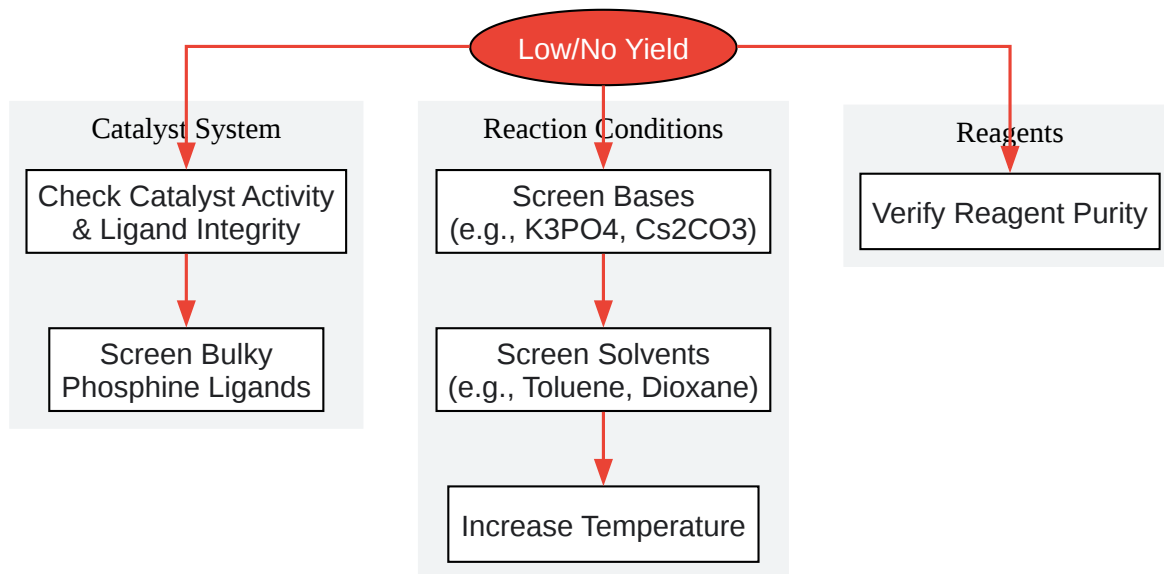 Low/No Yield
Catalyst System
Check Catalyst Activity
& Ligand Integrity
Screen Bulky
Phosphine Ligands
Reaction Conditions
Screen Bases
(e.g., K3PO4, Cs2CO3)
Screen Solvents
(e.g., Toluene, Dioxane)
Increase Temperature
Reagents
Verify Reagent Purity